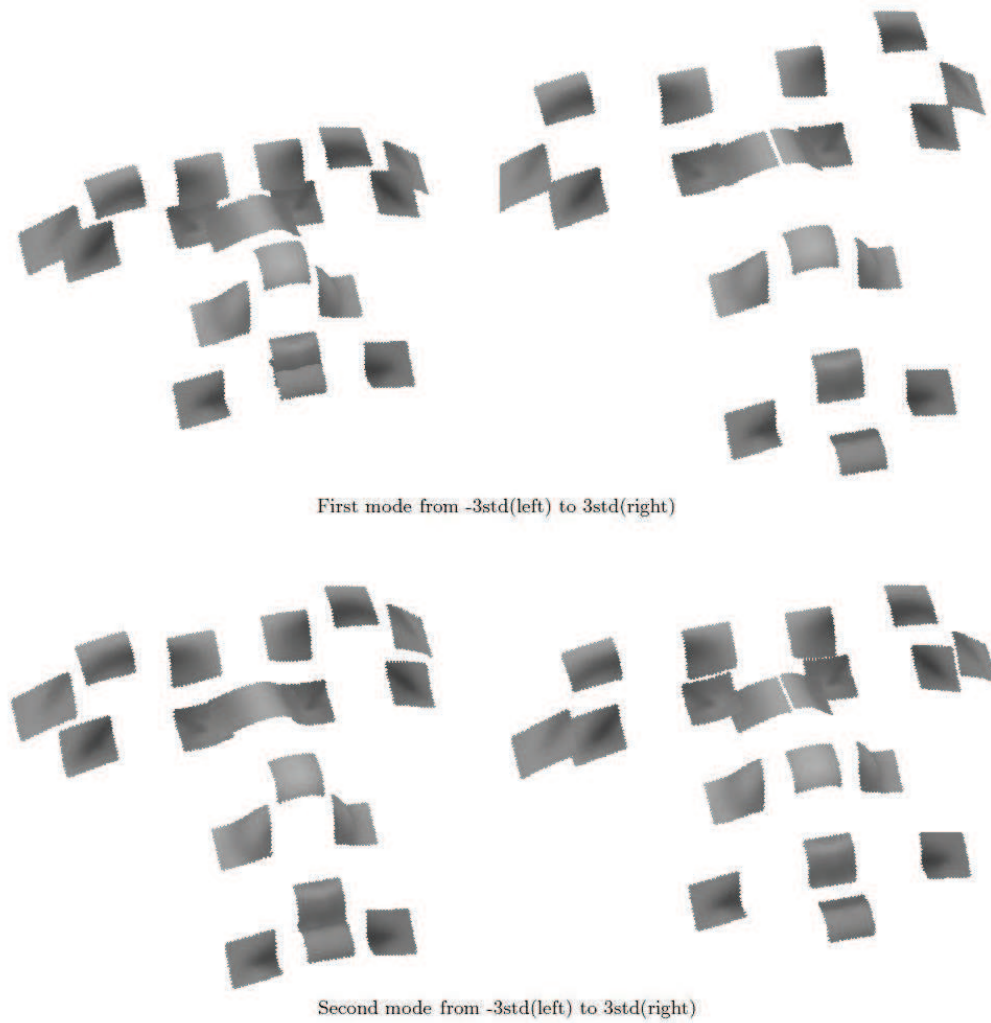 First mode from -3std(left) to 3std(right)
Second mode from -3std(left) to 3std(right)